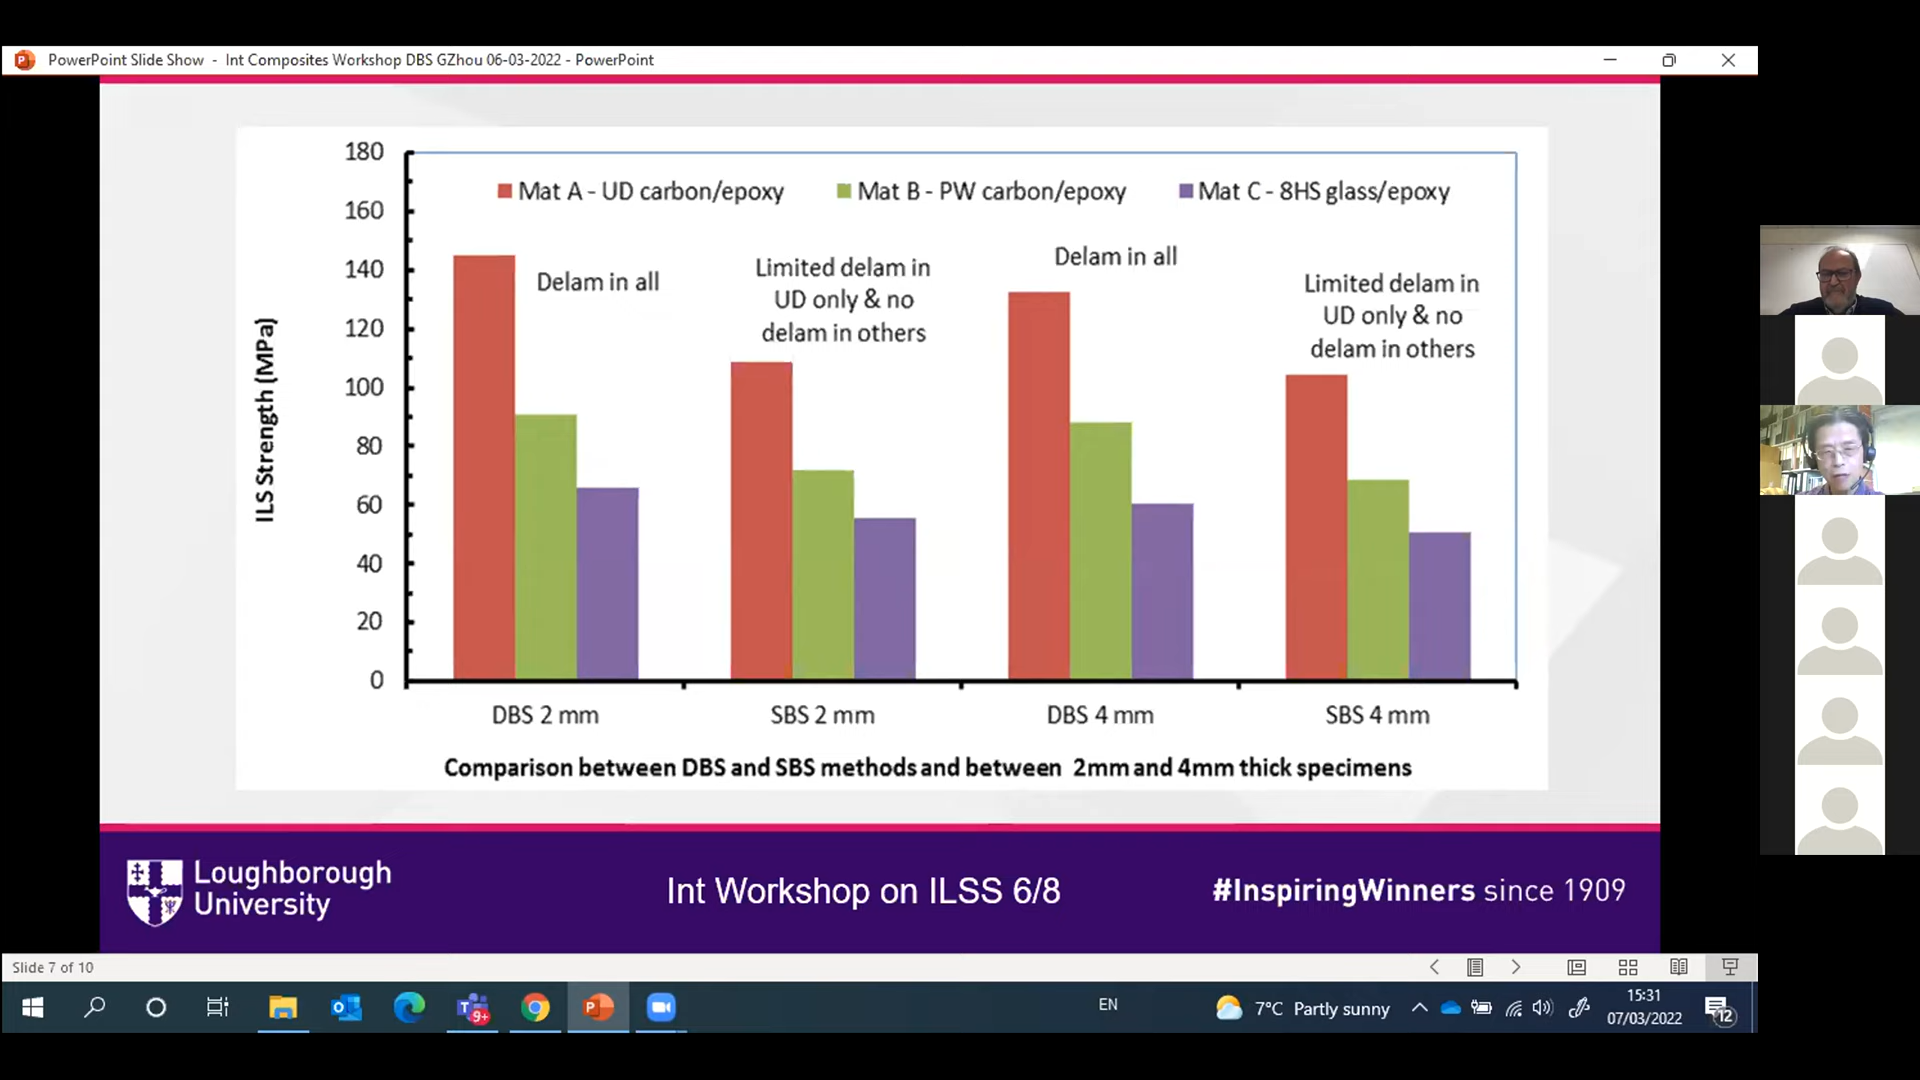 PowerPoint Slide Show - Int Composites Workshop DBS GZhou 06-03-2022 - PowerPoint
180
160
140
120
100
80
60
40
20
0
ILS Strength (MPa)
Mat A - UD carbon/epoxy
Mat B - PW carbon/epoxy
Mat C - 8HS glass/epoxy
Delam in all
Limited delam in
UD only & no
delam in others
Delam in all
Limited delam in
UD only & no
delam in others
DBS 2 mm
SBS 2 mm
DBS 4 mm
SBS 4 mm
Comparison between DBS and SBS methods and between 2mm and 4mm thick specimens
Loughborough
University
Int Workshop on ILSS 6/8
#InspiringWinners since 1909
Slide 7 of 10
9+
EN
7°C Partly sunny
15:31
07/03/2022
12